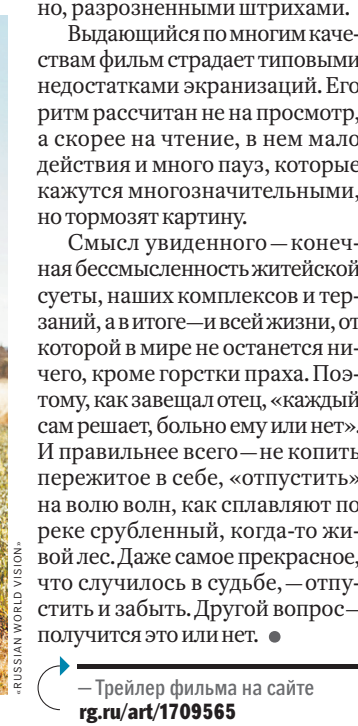 но, разрозненными штрихами.
Выдающийся по многим каче-
ствам фильм страдает типовыми
недостатками экранизаций. Его
ритм рассчитан не на просмотр,
а скорее на чтение, в нем мало
действия и много пауз, которые
кажутся многозначительными,
но тормозят картину.
Смысл увиденного — конеч-
ная бессмысленность житейской
суеты, наших комплексов и тер-
заний, а в итоге — и всей жизни, от
которой в мире не останется ни-
чего, кроме горстки праха. Поэ-
тому, как завещал отец, «каждый
сам решает, больно ему или нет».
И правильнее всего — не копить
пережитое в себе, «отпустить»
на волю волн, как сплавляют по
реке срубленный, когда-то жи-
вой лес. Даже самое прекрасное,
что случилось в судьбе, — отпу-
стить и забыть. Другой вопрос —
получится это или нет. ●
«RUSSIAN WORLD VISION»
— Трейлер фильма на сайте
rg.ru/art/1709565